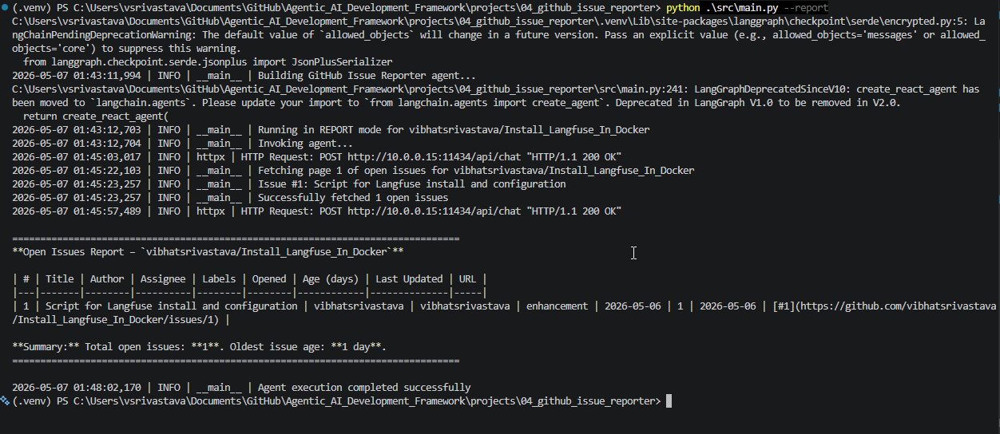 (.venv) PS C:\Users\vsrivastava\Documents\GitHub\Agentic_AI_Development_Framework\projects\04_github_issue_reporter> python .\src\main.py --report
C:\Users\vsrivastava\Documents\GitHub\Agentic_AI_Development_Framework\projects\04_github_issue_reporter\.venv\Lib\site-packages\langgraph\checkpoint\serde\encrypted.py:5: La
ngChainPendingDeprecationWarning: The default value of `allowed_objects` will change in a future version. Pass an explicit value (e.g., allowed_objects='messages' or allowed_
objects='core') to suppress this warning.
  from langgraph.checkpoint.serde.jsonplus import JsonPlusSerializer
2026-05-07 01:43:11,994 | INFO | __main__ | Building GitHub Issue Reporter agent...
C:\Users\vsrivastava\Documents\GitHub\Agentic_AI_Development_Framework\projects\04_github_issue_reporter\src\main.py:241: LangGraphDeprecatedSinceV10: create_react_agent has
been moved to `langchain.agents`. Please update your import to `from langchain.agents import create_agent`. Deprecated in LangGraph V1.0 to be removed in V2.0.
  return create_react_agent(
2026-05-07 01:43:12,703 | INFO | __main__ | Running in REPORT mode for vibhatsrivastava/Install_Langfuse_In_Docker
2026-05-07 01:43:12,704 | INFO | __main__ | Invoking agent...
2026-05-07 01:45:03,017 | INFO | httpx | HTTP Request: POST http://10.0.0.15:11434/api/chat "HTTP/1.1 200 OK"
2026-05-07 01:45:22,103 | INFO | __main__ | Fetching page 1 of open issues for vibhatsrivastava/Install_Langfuse_In_Docker
2026-05-07 01:45:23,257 | INFO | __main__ | Issue #1: Script for Langfuse install and configuration
2026-05-07 01:45:23,257 | INFO | __main__ | Successfully fetched 1 open issues
2026-05-07 01:45:57,489 | INFO | httpx | HTTP Request: POST http://10.0.0.15:11434/api/chat "HTTP/1.1 200 OK"
================================================================================
**Open Issues Report – `vibhatsrivastava/Install_Langfuse_In_Docker`**
| # | Title | Author | Assignee | Labels | Opened | Age (days) | Last Updated | URL |
|---|-------|--------|----------|--------|--------|------------|--------------|-----|
| 1 | Script for Langfuse install and configuration | vibhatsrivastava | vibhatsrivastava | enhancement | 2026-05-06 | 1 | 2026-05-06 | [#1](https://github.com/vibhatsrivastava
/Install_Langfuse_In_Docker/issues/1) |
**Summary:** Total open issues: **1**. Oldest issue age: **1 day**.
================================================================================
2026-05-07 01:48:02,170 | INFO | __main__ | Agent execution completed successfully
(.venv) PS C:\Users\vsrivastava\Documents\GitHub\Agentic_AI_Development_Framework\projects\04_github_issue_reporter>